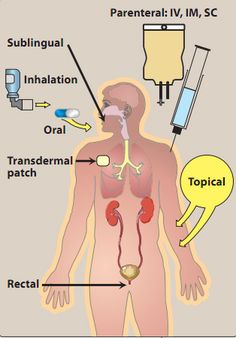 Parenteral: IV, IM, SC
Sublingual
Inhalation
Oral
Transdermal
patch
Topical
Rectal